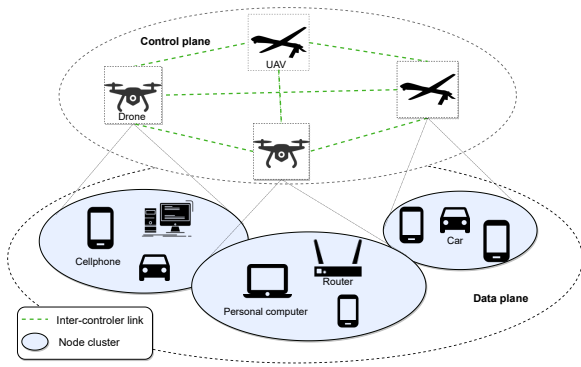 Control plane
UAV
Drone
Cellphone
Car
Router
Personal computer
Data plane
Inter-controler link
Node cluster